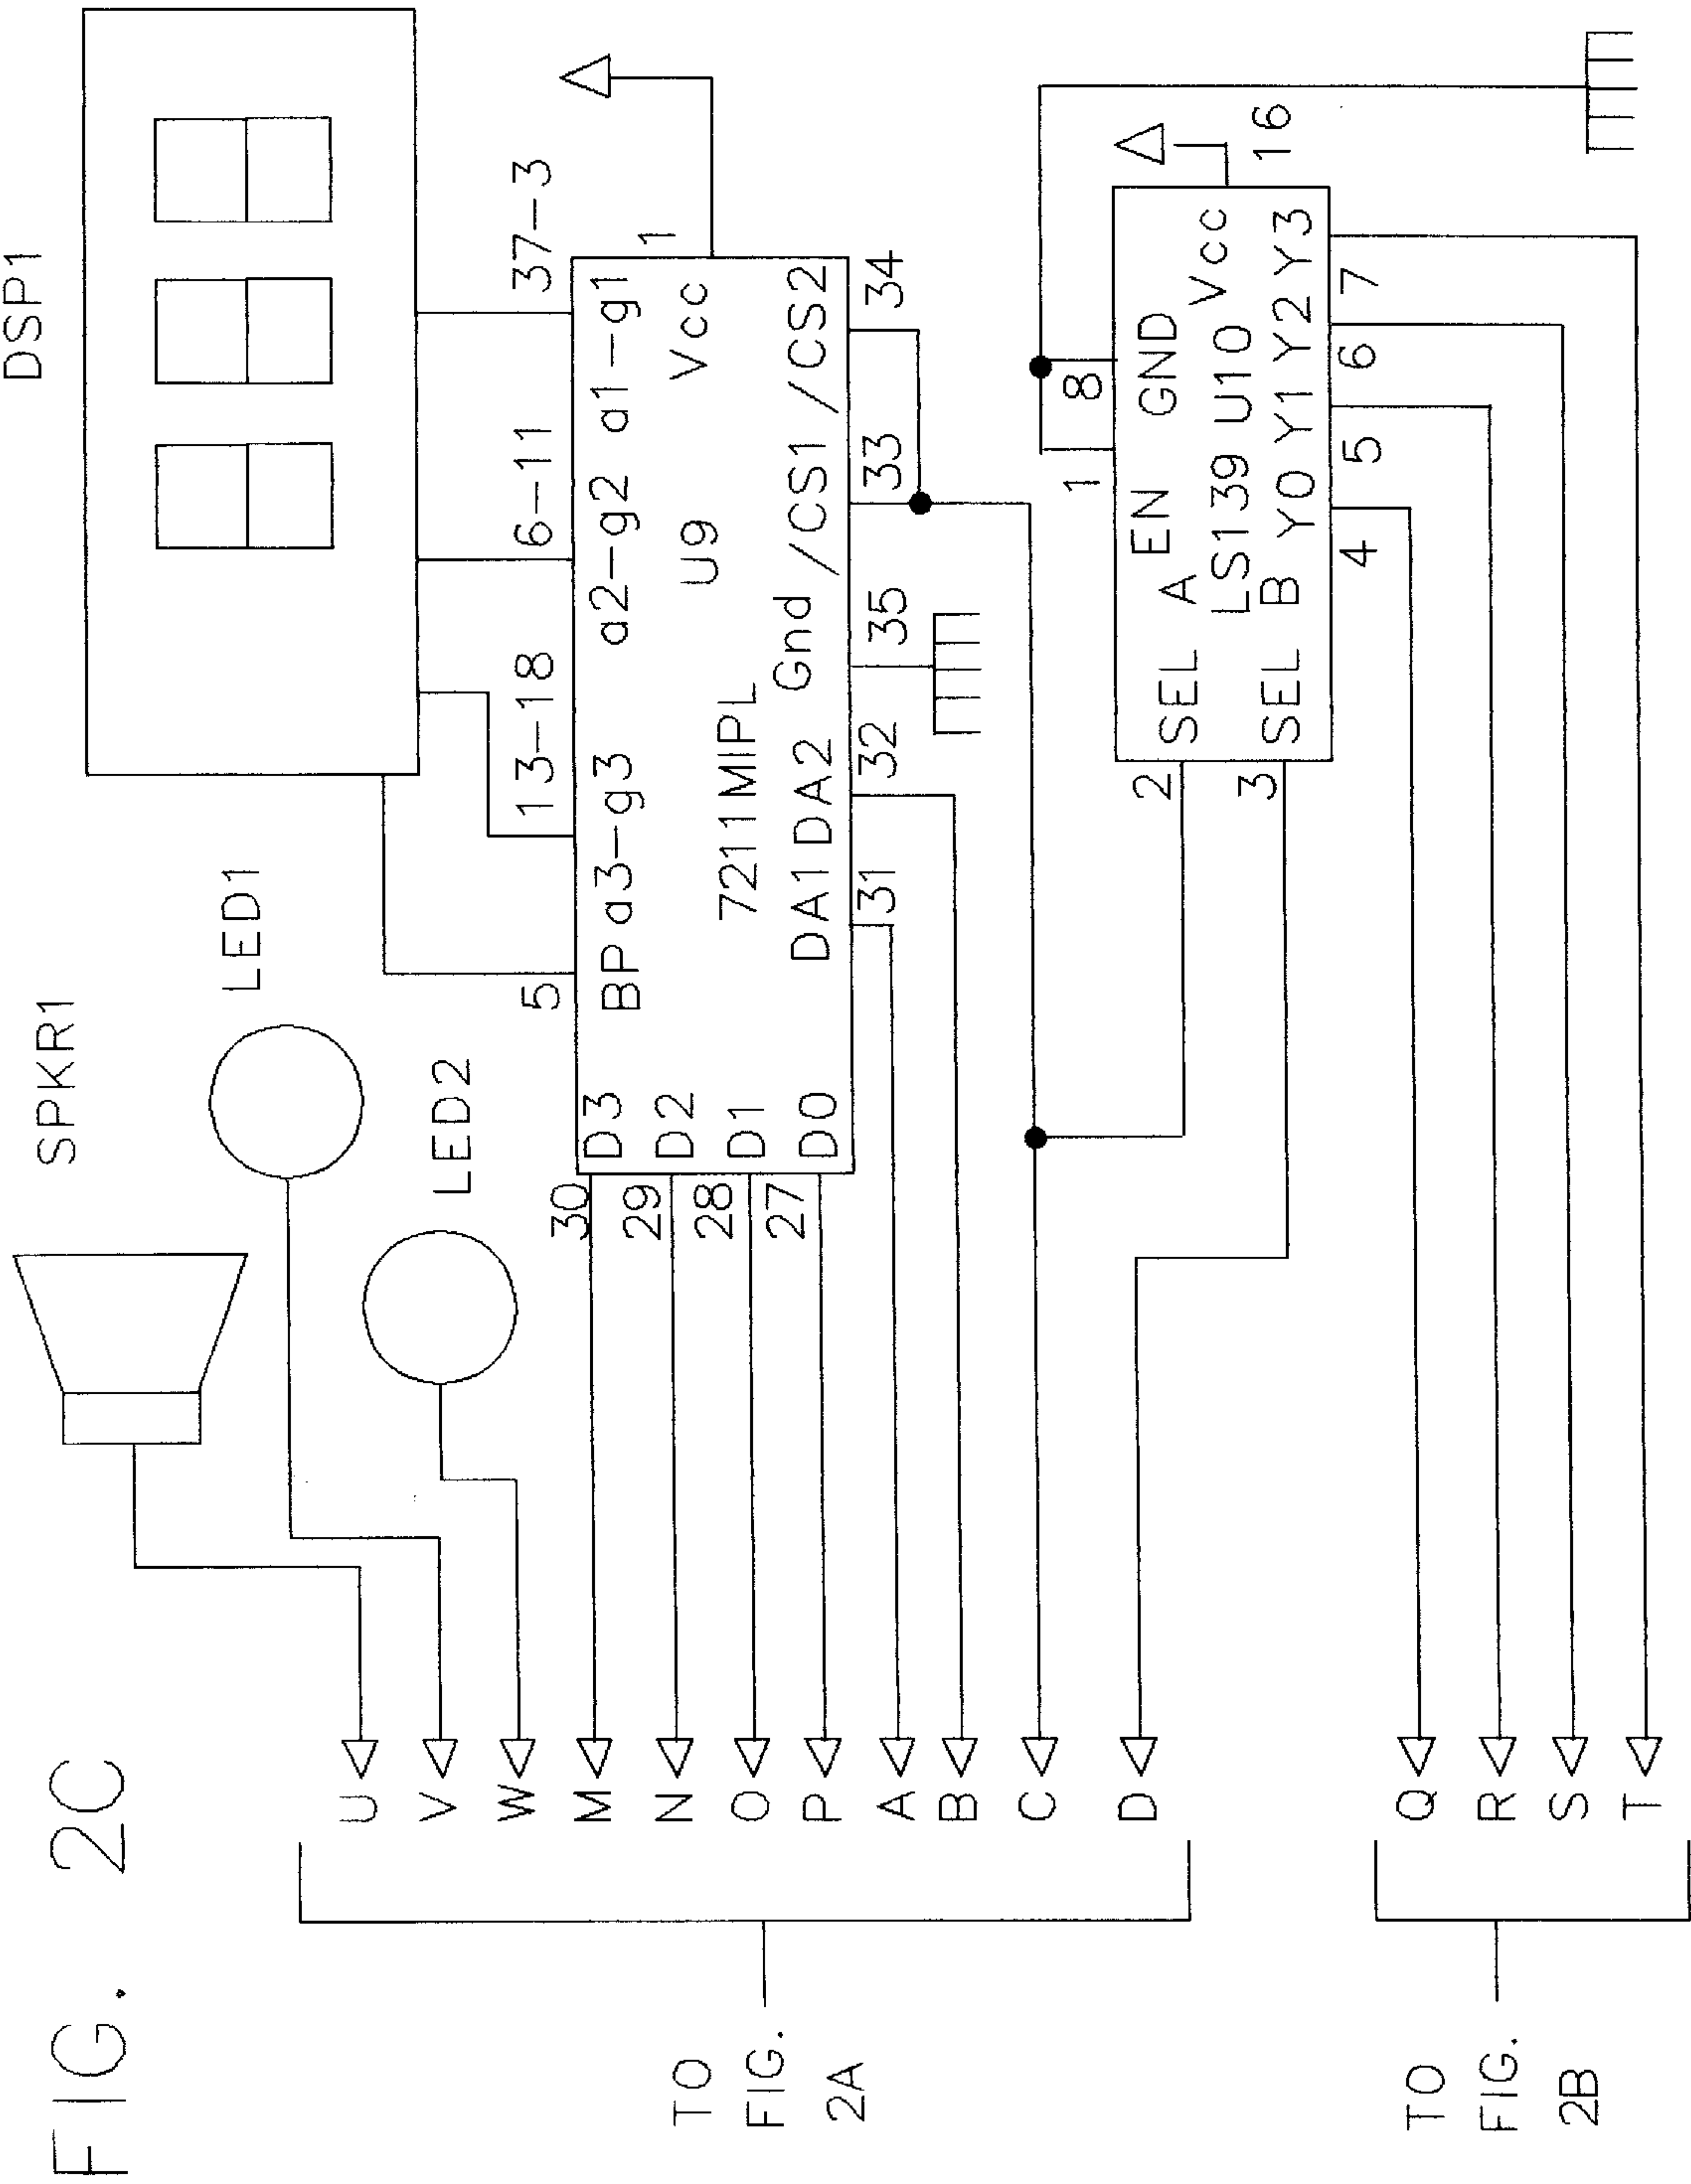 FIG. 2C
DSP1
SPKR1
LED1
LED2
37-3
6-11
13-18
5
1
BP a3-g3 a2-g2 a1-g1
U9
Vcc
7211MIPL
D3
D2
D1
D0
DA1 DA2 Gnd /CS1 /CS2
30
29
28
27
31
32
35
33
34
1
8
16
EN GND
SEL A
LS139 U10 Vcc
SEL B Y0 Y1 Y2 Y3
2
3
4
5
6
7
U
V
W
M
N
O
P
A
B
C
D
TO
FIG.
2A
Q
R
S
T
TO
FIG.
2B